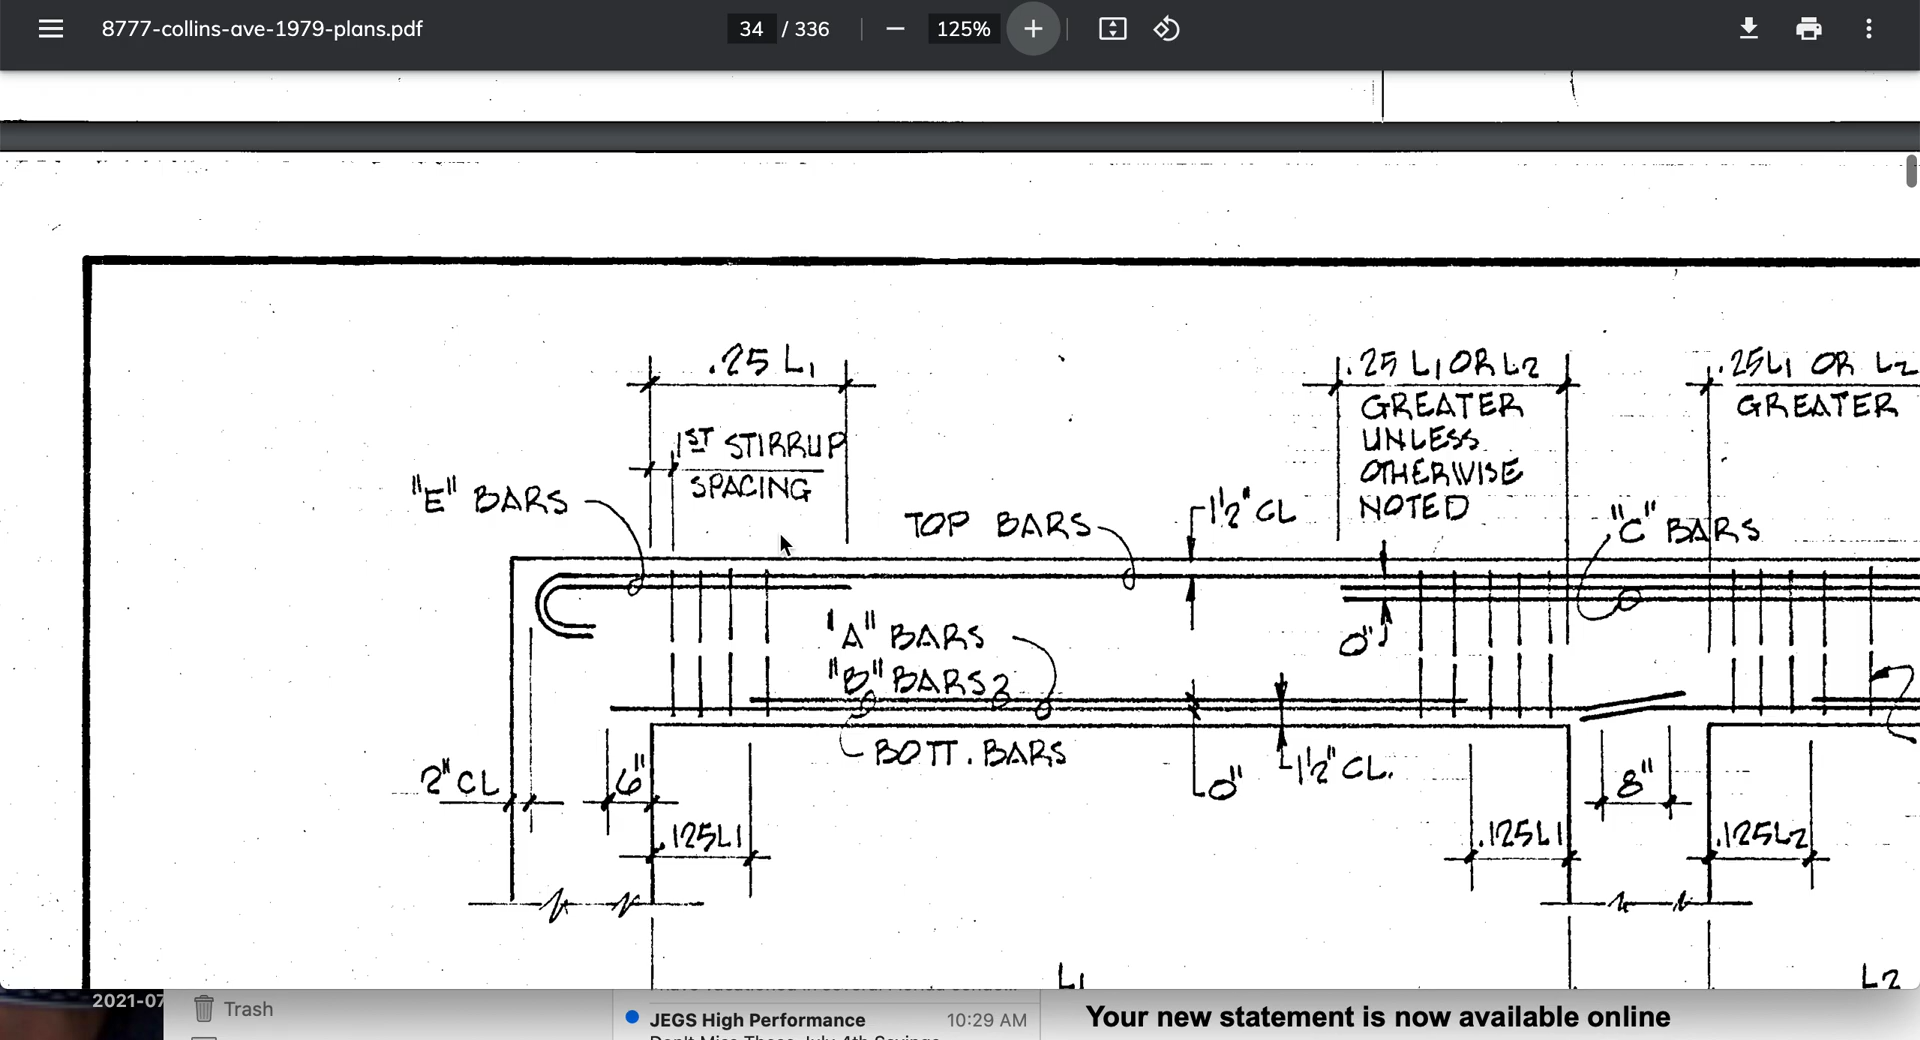 8777-collins-ave-1979-plans.pdf
34 / 336
125%
.25 L1
.25 L1 OR L2
GREATER
UNLESS
OTHERWISE
NOTED
.25L1 OR L2
GREATER
1ST STIRRUP
SPACING
"E" BARS
TOP BARS
1½" CL
"C" BARS
"A" BARS
"B" BARS
0"
BOTT. BARS
2" CL
6"
0"
1½" CL.
8"
.125L1
.125L1
.125L2
L1
L2
2021-07
Trash
JEGS High Performance
10:29 AM
Your new statement is now available online